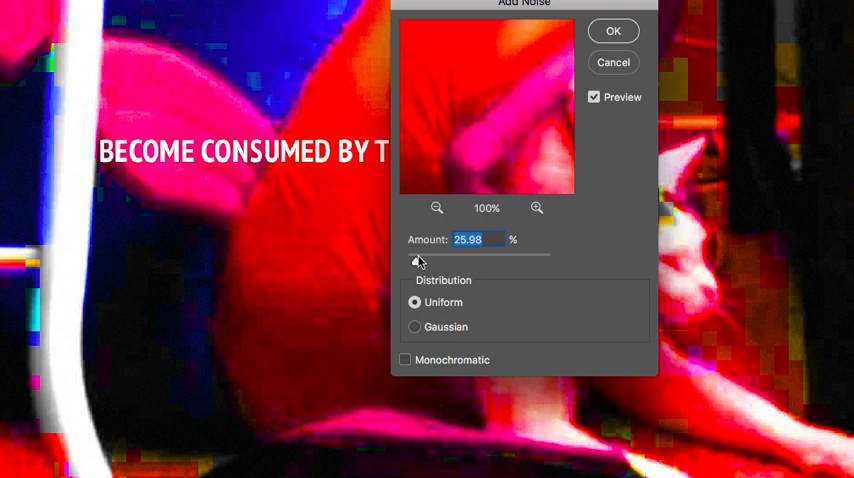 Add Noise
OK
Cancel
Preview
BECOME CONSUMED BY T
100%
Amount: 25.98 %
Distribution
Uniform
Gaussian
Monochromatic